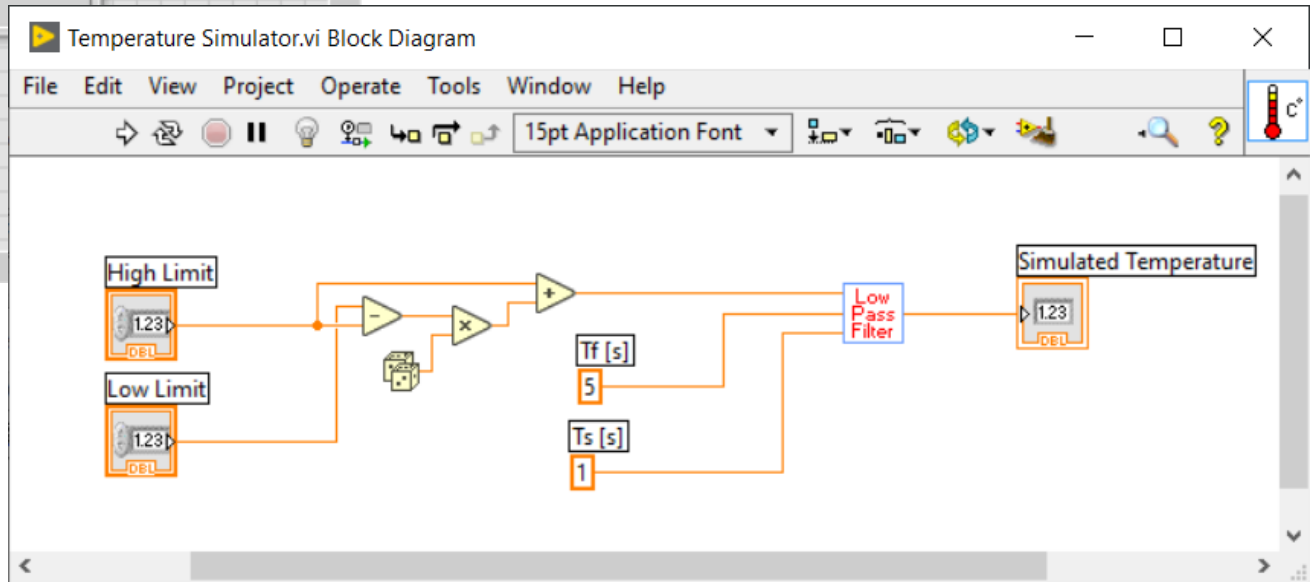 Temperature Simulator.vi Block Diagram
File Edit View Project Operate Tools Window Help
C°
15pt Application Font
High Limit
1.23
DBL
Low Limit
1.23
DBL
Tf [s]
5
Ts [s]
1
Low
Pass
Filter
Simulated Temperature
1.23
DBL